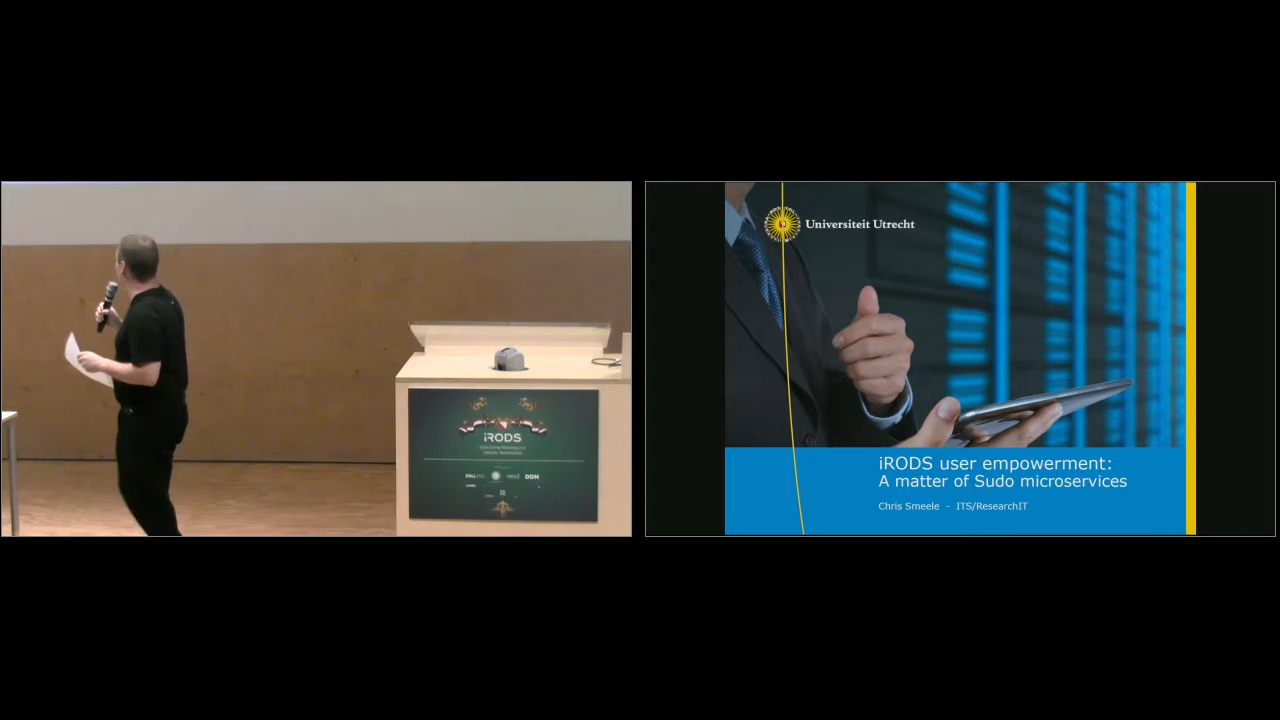 iRODS
DDN
Universiteit Utrecht
iRODS user empowerment:
A matter of Sudo microservices
Chris Smeele - ITS/ResearchIT